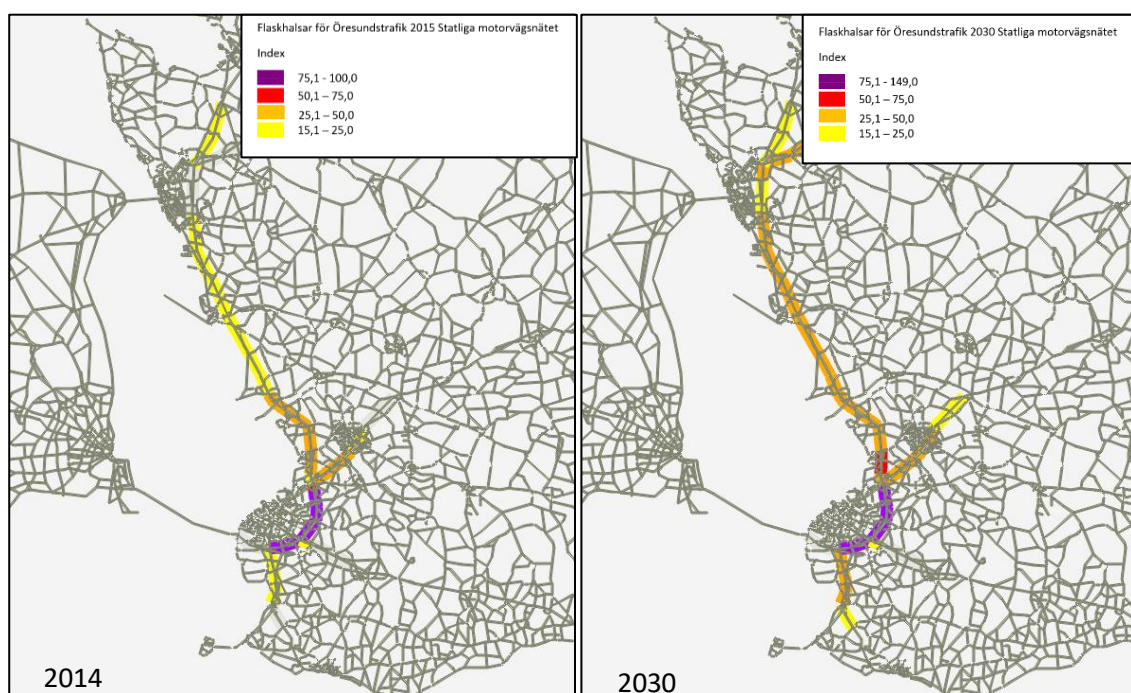 Flaskhalsar för Öresundstrafik 2015 Statliga motorvägsnätet
Index
75,1 - 100,0
50,1 – 75,0
25,1 – 50,0
15,1 – 25,0
2014
Flaskhalsar för Öresundstrafik 2030 Statliga motorvägsnätet
Index
75,1 - 149,0
50,1 – 75,0
25,1 – 50,0
15,1 – 25,0
2030